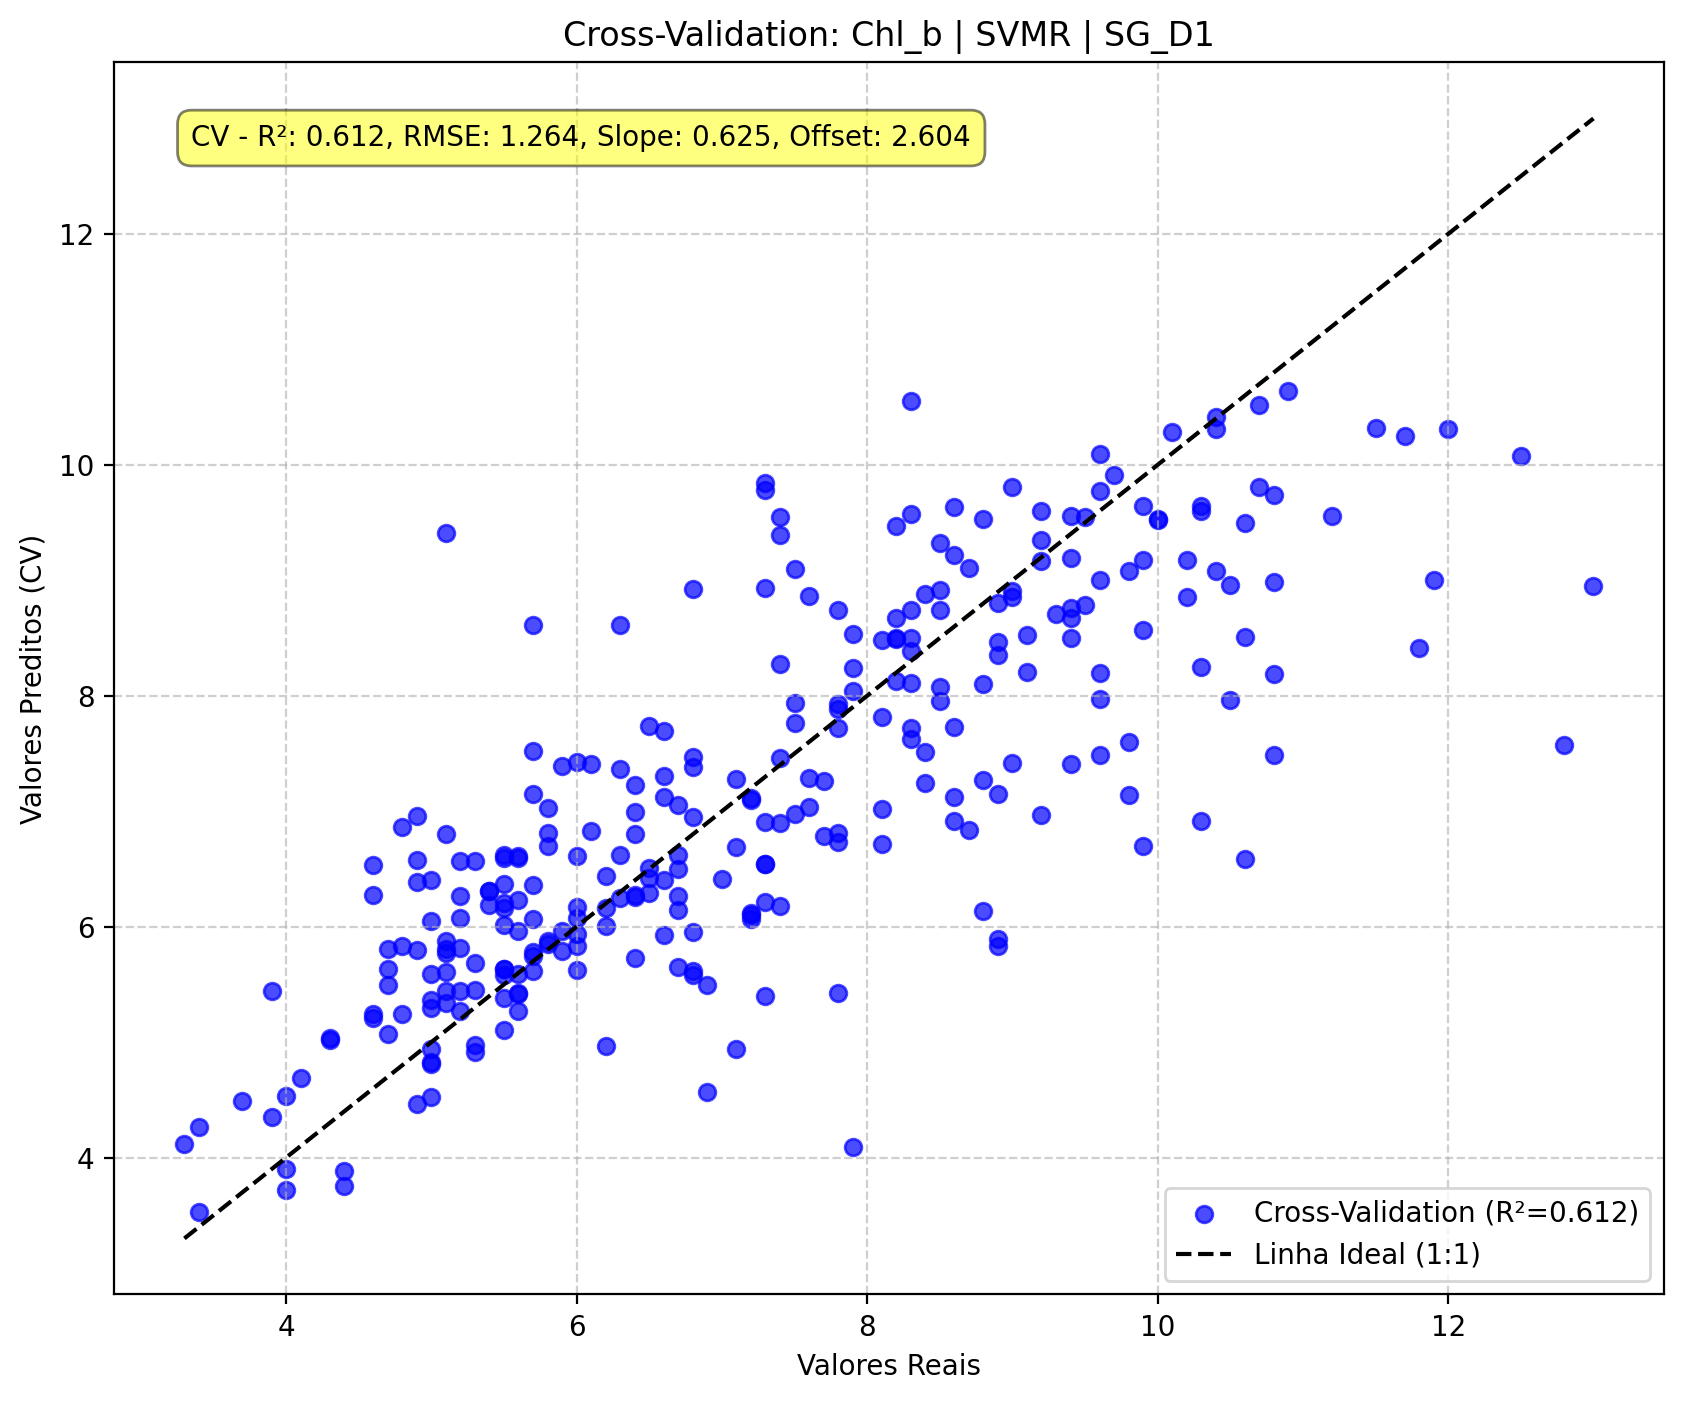 Cross-Validation: Chl_b | SVMR | SG_D1
CV - R²: 0.612, RMSE: 1.264, Slope: 0.625, Offset: 2.604
12
10
8
6
4
Valores Preditos (CV)
Cross-Validation (R²=0.612)
Linha Ideal (1:1)
4 6 8 10 12
Valores Reais